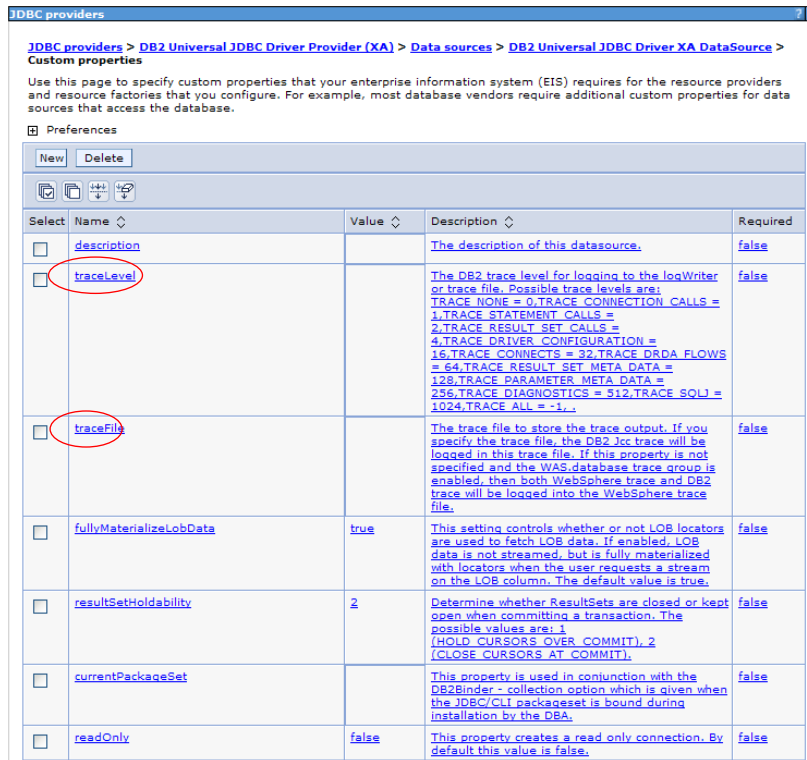 JDBC providers ?
JDBC providers > DB2 Universal JDBC Driver Provider (XA) > Data sources > DB2 Universal JDBC Driver XA DataSource >
Custom properties
Use this page to specify custom properties that your enterprise information system (EIS) requires for the resource providers
and resource factories that you configure. For example, most database vendors require additional custom properties for data
sources that access the database.
Preferences
New Delete
Select Name Value Description Required
description The description of this datasource. false
traceLevel The DB2 trace level for logging to the logWriter false
or trace file. Possible trace levels are:
TRACE_NONE = 0,TRACE_CONNECTION_CALLS =
1,TRACE_STATEMENT_CALLS =
2,TRACE_RESULT_SET_CALLS =
4,TRACE_DRIVER_CONFIGURATION =
16,TRACE_CONNECTS = 32,TRACE_DRDA_FLOWS
= 64,TRACE_RESULT_SET_META_DATA =
128,TRACE_PARAMETER_META_DATA =
256,TRACE_DIAGNOSTICS = 512,TRACE_SQLJ =
1024,TRACE_ALL = -1, .
traceFile The trace file to store the trace output. If you false
specify the trace file, the DB2 Jcc trace will be
logged in this trace file. If this property is not
specified and the WAS.database trace group is
enabled, then both WebSphere trace and DB2
trace will be logged into the WebSphere trace
file.
fullyMaterializeLobData true This setting controls whether or not LOB locators false
are used to fetch LOB data. If enabled, LOB
data is not streamed, but is fully materialized
with locators when the user requests a stream
on the LOB column. The default value is true.
resultSetHoldability 2 Determine whether ResultSets are closed or kept false
open when committing a transaction. The
possible values are: 1
(HOLD_CURSORS_OVER_COMMIT), 2
(CLOSE_CURSORS_AT_COMMIT).
currentPackageSet This property is used in conjunction with the false
DB2Binder - collection option which is given when
the JDBC/CLI packageset is bound during
installation by the DBA.
readOnly false This property creates a read only connection. By false
default this value is false.